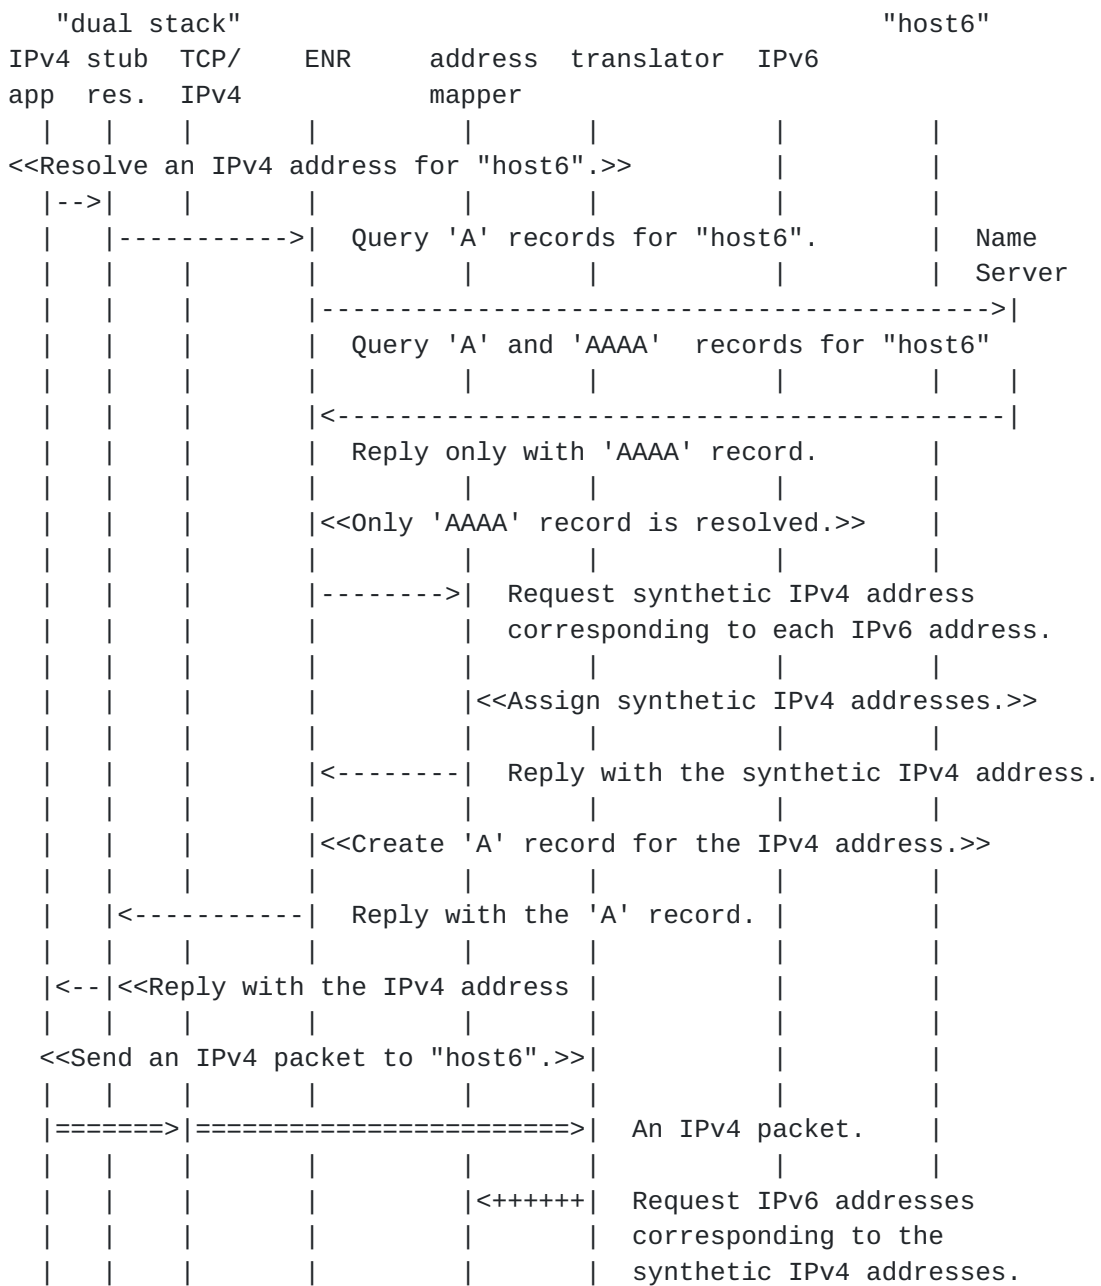 "dual stack"                                         "host6"
IPv4 stub  TCP/    ENR     address  translator  IPv6
app  res.  IPv4            mapper
  |   |    |       |         |       |           |         |
<<Resolve an IPv4 address for "host6".>>         |         |
  |-->|    |       |         |       |           |         |
  |   |----------->|  Query 'A' records for "host6".       |  Name
  |   |    |       |         |       |           |         |  Server
  |   |    |       |------------------------------------------->|
  |   |    |       |  Query 'A' and 'AAAA'  records for "host6"
  |   |    |       |         |       |           |         |    |
  |   |    |       |<-------------------------------------------|
  |   |    |       |  Reply only with 'AAAA' record.       |
  |   |    |       |         |       |           |         |
  |   |    |       |<<Only 'AAAA' record is resolved.>>    |
  |   |    |       |         |       |           |         |
  |   |    |       |-------->|  Request synthetic IPv4 address
  |   |    |       |         |  corresponding to each IPv6 address.
  |   |    |       |         |       |           |         |
  |   |    |       |         |<<Assign synthetic IPv4 addresses.>>
  |   |    |       |         |       |           |         |
  |   |    |       |<--------|  Reply with the synthetic IPv4 address.
  |   |    |       |         |       |           |         |
  |   |    |       |<<Create 'A' record for the IPv4 address.>>
  |   |    |       |         |       |           |         |
  |   |<-----------|  Reply with the 'A' record. |         |
  |   |    |       |         |       |           |         |
  |<--|<<Reply with the IPv4 address |           |         |
  |   |    |       |         |       |           |         |
  <<Send an IPv4 packet to "host6".>>|           |         |
  |   |    |       |         |       |           |         |
  |=======>|========================>|  An IPv4 packet.    |
  |   |    |       |         |       |           |         |
  |   |    |       |         |<++++++|  Request IPv6 addresses
  |   |    |       |         |       |  corresponding to the
  |   |    |       |         |       |  synthetic IPv4 addresses.